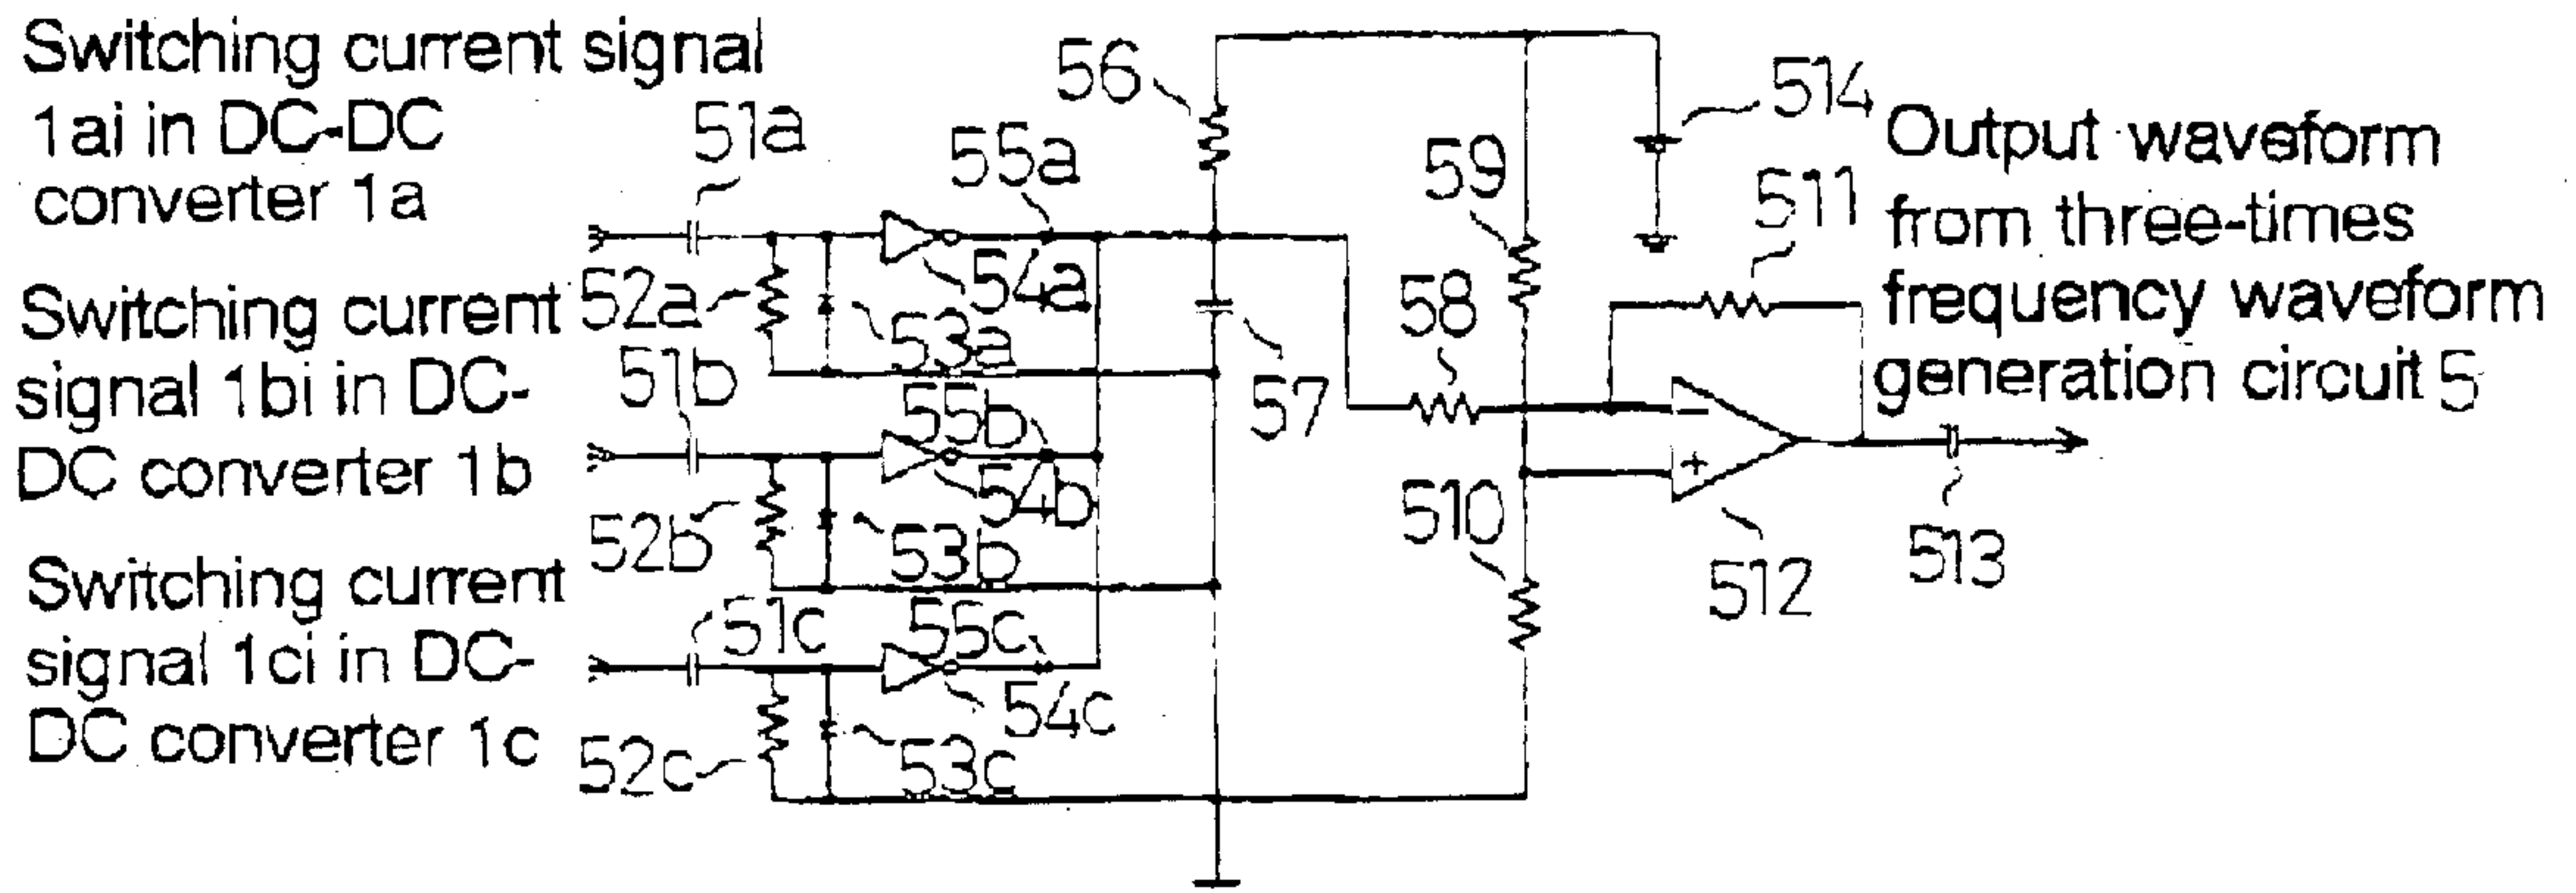 Switching current signal
1ai in DC-DC
converter 1a
Switching current
signal 1bi in DC-
DC converter 1b
Switching current
signal 1ci in DC-
DC converter 1c
51a
52a
53a
54a
55a
51b
52b
53b
54b
55b
51c
52c
53c
54c
55c
56
57
58
59
510
511
512
513
514
−
+
Output waveform
from three-times
frequency waveform
generation circuit 5